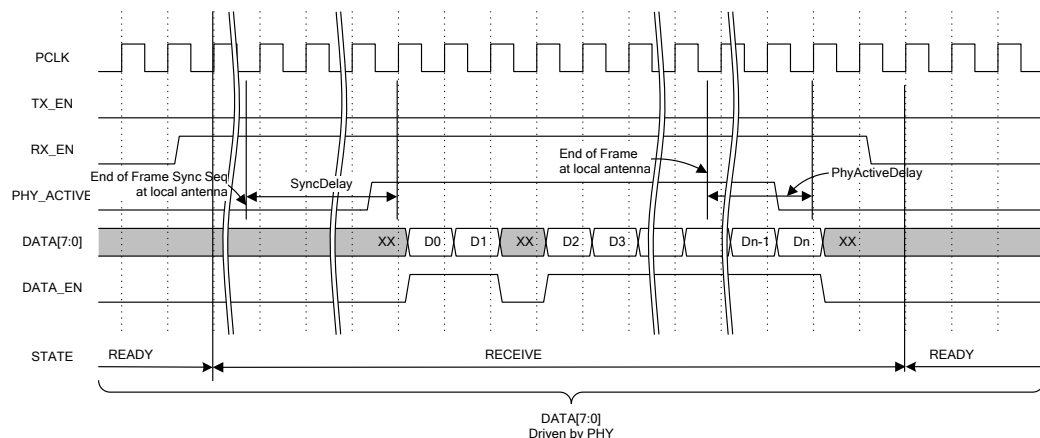 PCLK
TX_EN
RX_EN
End of Frame Sync Seq
at local antenna
SyncDelay
End of Frame
at local antenna
PhyActiveDelay
PHY_ACTIVE
DATA[7:0]
XX
D0
D1
XX
D2
D3
Dn-1
Dn
XX
DATA_EN
STATE
READY
RECEIVE
READY
DATA[7:0]
Driven by PHY